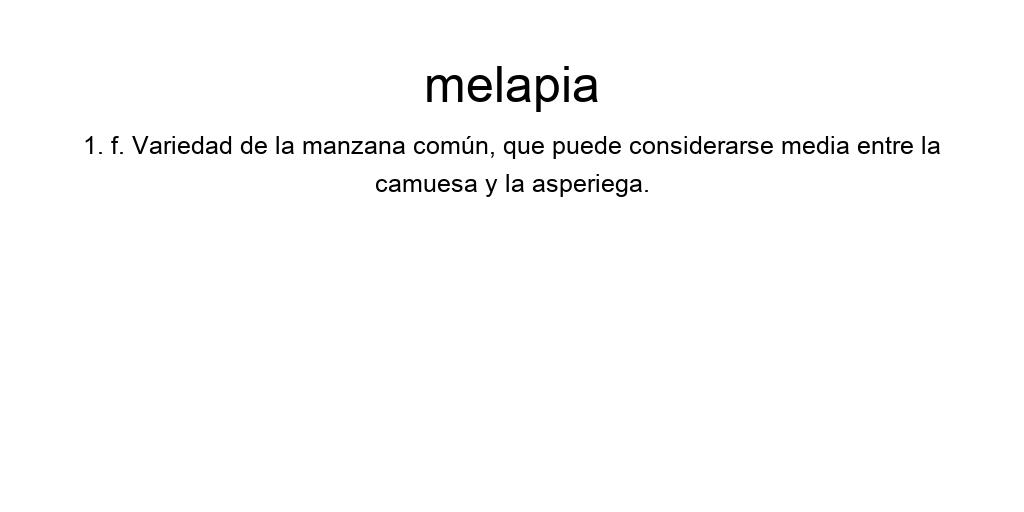 melapia
1. f. Variedad de la manzana común, que puede considerarse media entre la
camuesa y la asperiega.